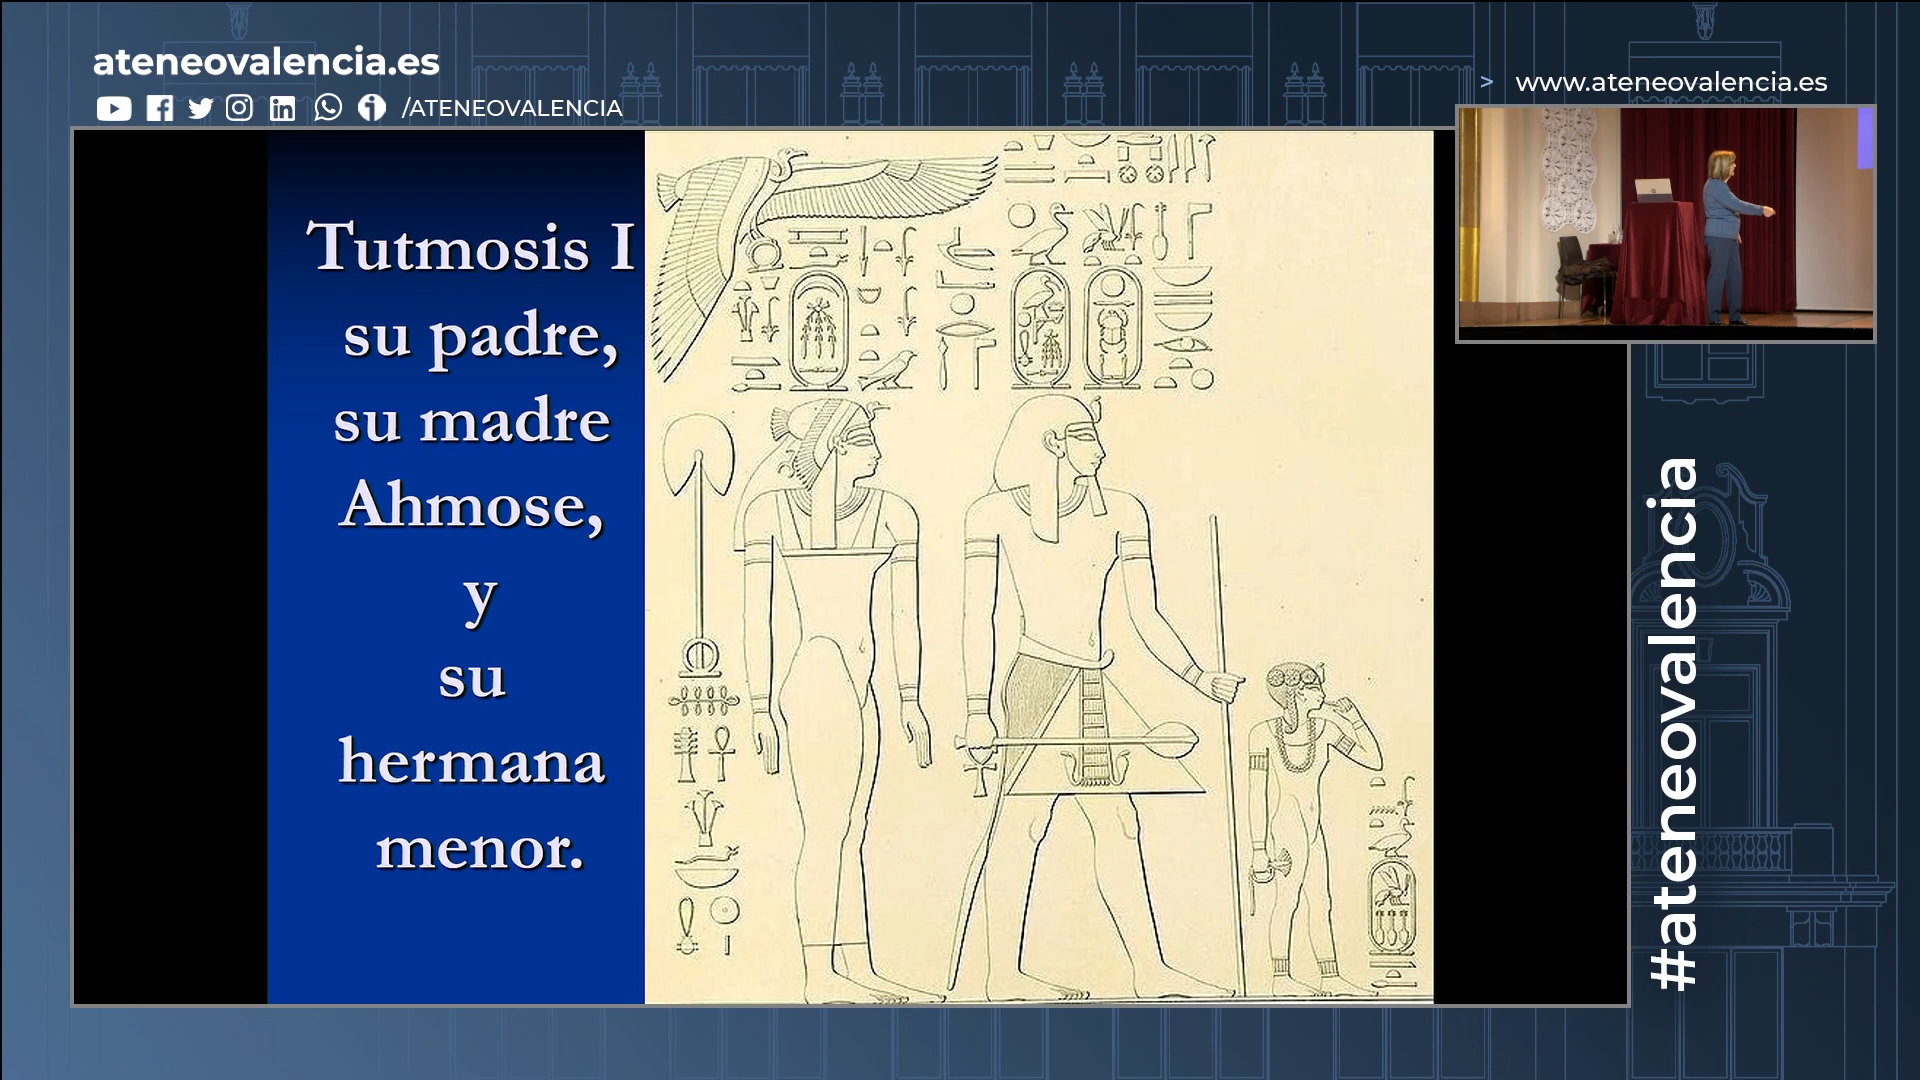 ateneovalencia.es
/ATENEOVALENCIA
> www.ateneovalencia.es
Tutmosis I
su padre,
su madre
Ahmose,
y
su
hermana
menor.
#ateneovalencia